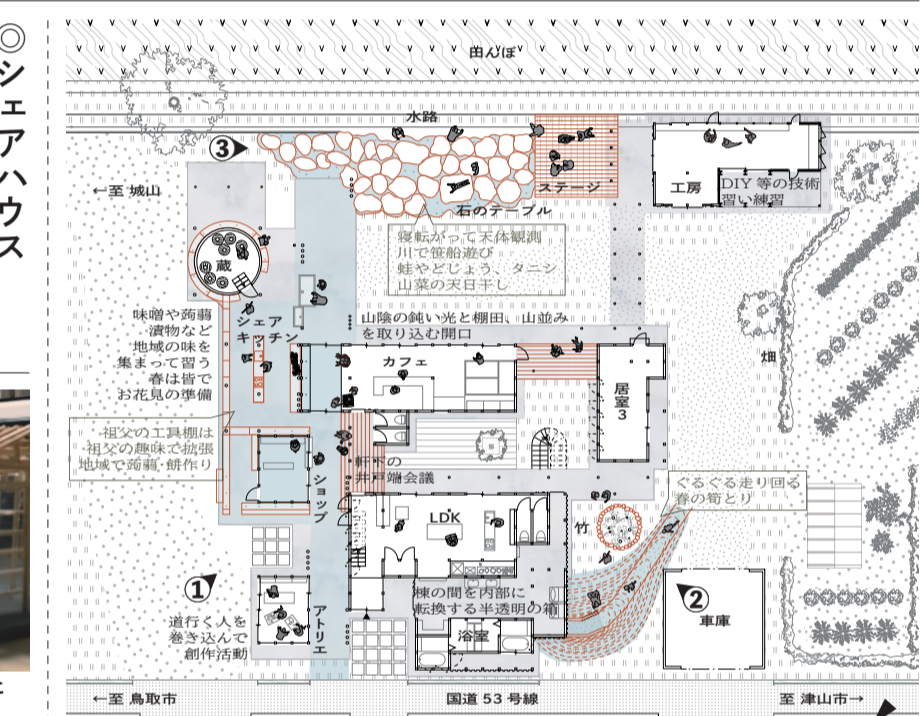 ◎シェアハウス
田んぼ
水路
③
←至 城山
ステージ
工房
DIY 等の技術
習い練習
石のテーブル
寝転がって天体観測
川で笹船遊び
蛙やどじょう、タニシ
山菜の天日干し
蔵
シェア
キッチン
味噌や蒟蒻
漬物など
地域の味を
集まって習う
春は皆で
お花見の準備
山陰の鈍い光と棚田、山並み
を取り込む開口
カフェ
居室3
畑
祖父の工具棚は
祖父の趣味で拡張
地域で蒟蒻・餅作り
ショップ
軒下の
井戸端会議
ぐるぐる走り回る
春の筍とり
LDK
竹
①
②
車庫
棟の間を内部に
転換する半透明の箱
浴室
アトリエ
道行く人を
巻き込んで
創作活動
←至 鳥取市
国道 53 号線
至 津山市→